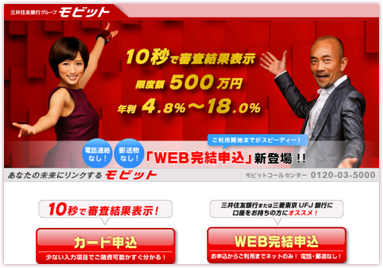 三井住友銀行グループ モビット
10秒で審査結果表示
限度額 500万円
年利 4.8%～18.0%
ご利用開始までがスピーディー!
電話連絡なし!
郵送物なし!
「WEB完結申込」新登場!!
あなたの未来にリンクする モビット
モビットコールセンター 0120-03-5000
10秒で審査結果表示!
カード申込
少ない入力項目でご融資可能かすぐ分かる!
三井住友銀行または三菱東京UFJ銀行に
口座をお持ちの方にオススメ!
WEB完結申込
お申込からご利用までネットのみ! 電話・郵送なし!